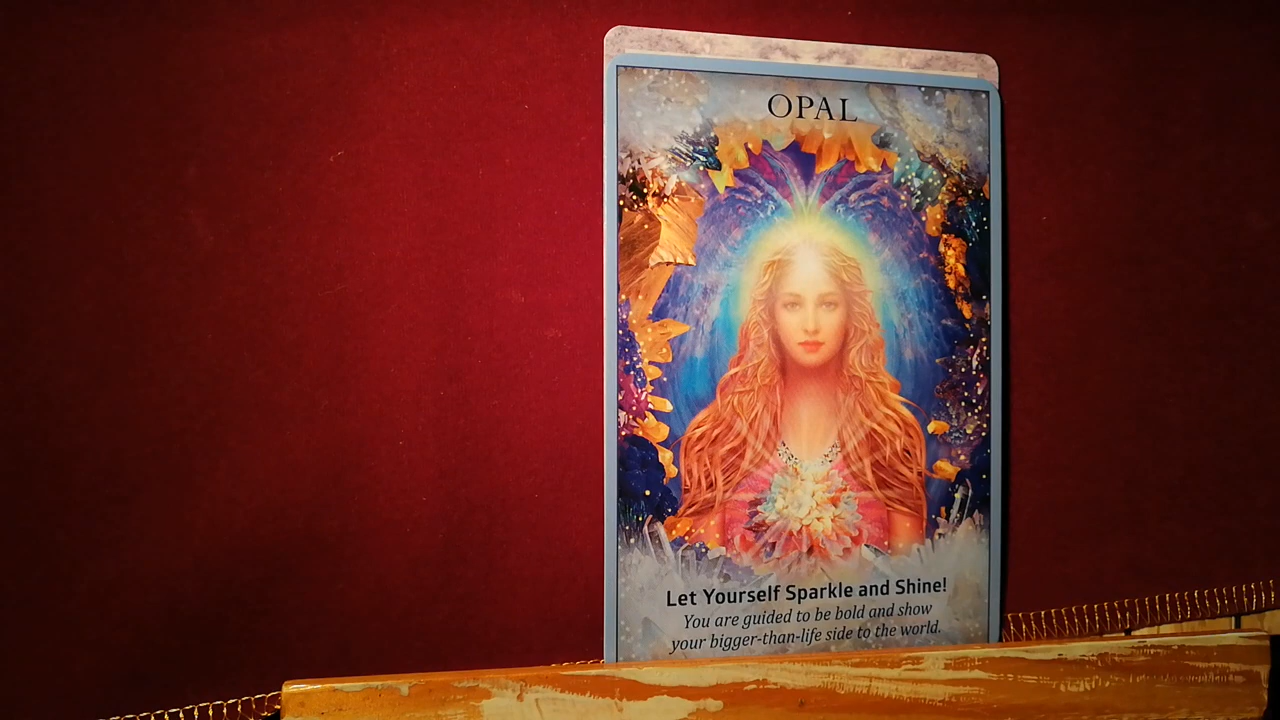 OPAL
Let Yourself Sparkle and Shine!
You are guided to be bold and show
your bigger-than-life side to the world.